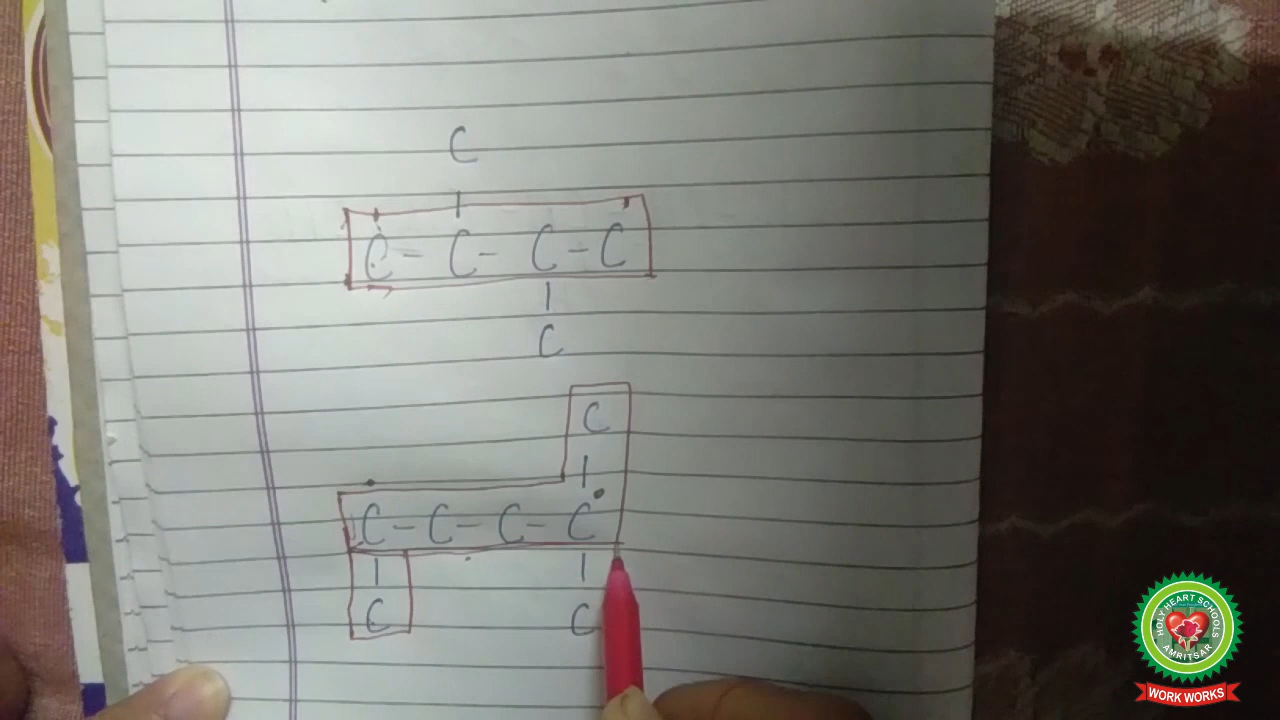 C
C - C - C - C
C
C
C - C - C - C
C C
HOLY HEART SCHOOLS
AMRITSAR
WORK WORKS